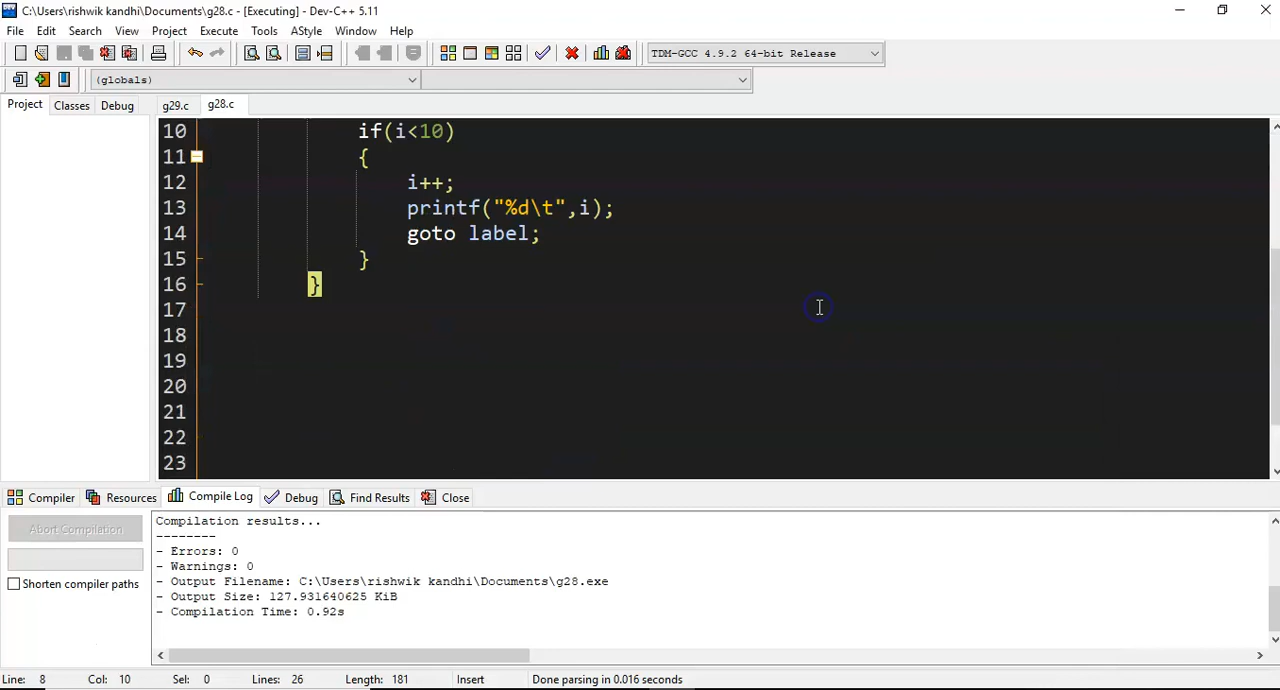 C:\Users\rishwik kandhi\Documents\g28.c - [Executing] - Dev-C++ 5.11
File Edit Search View Project Execute Tools AStyle Window Help
TDM-GCC 4.9.2 64-bit Release
(globals)
Project Classes Debug g29.c g28.c
10 if(i<10)
11 {
12 i++;
13 printf("%d\t",i);
14 goto label;
15 }
16 }
17
18
19
20
21
22
23
Compiler Resources Compile Log Debug Find Results Close
Abort Compilation
Shorten compiler paths
Compilation results...
--------
- Errors: 0
- Warnings: 0
- Output Filename: C:\Users\rishwik kandhi\Documents\g28.exe
- Output Size: 127.931640625 KiB
- Compilation Time: 0.92s
Line: 8 Col: 10 Sel: 0 Lines: 26 Length: 181 Insert Done parsing in 0.016 seconds